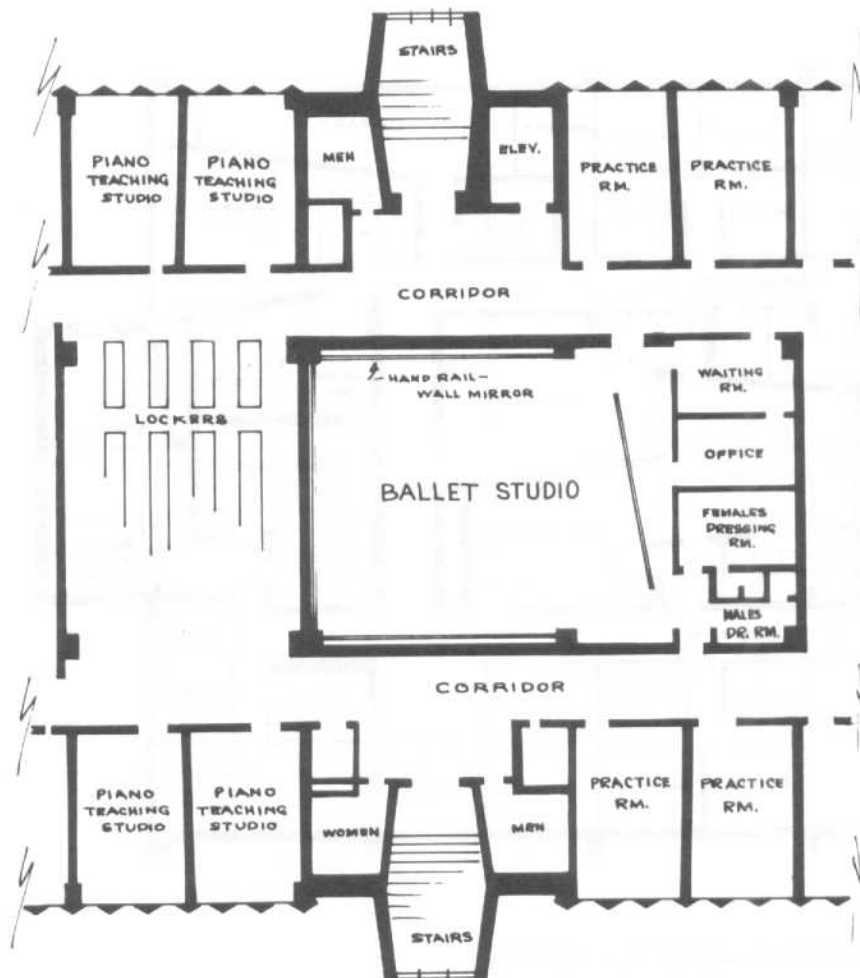 STAIRS
PIANO
TEACHING
STUDIO
PIANO
TEACHING
STUDIO
MEN
ELEV.
PRACTICE
RM.
PRACTICE
RM.
CORRIDOR
HAND RAIL-
WALL MIRROR
WAITING
RM.
LOCKERS
OFFICE
BALLET STUDIO
FEMALES
DRESSING
RM.
MALES
DR. RM.
CORRIDOR
PIANO
TEACHING
STUDIO
PIANO
TEACHING
STUDIO
WOMEN
MEN
PRACTICE
RM.
PRACTICE
RM.
STAIRS